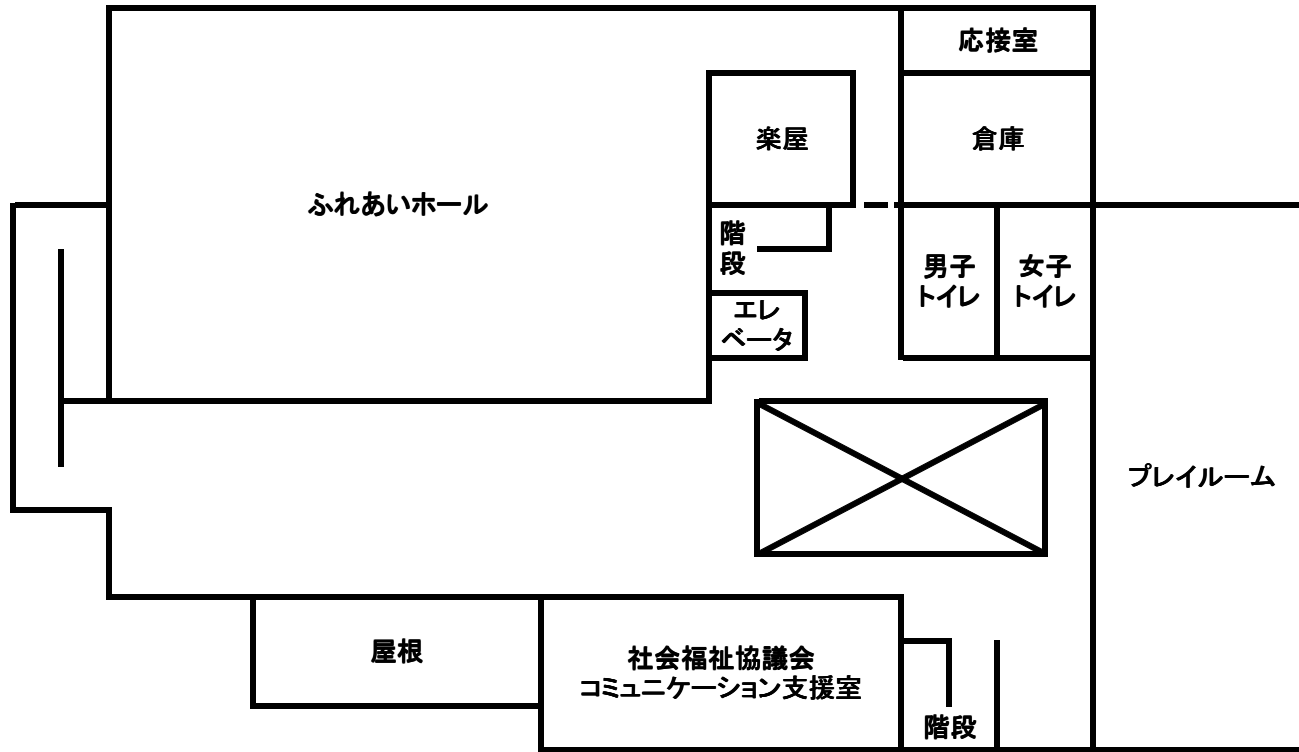 応接室
楽屋
倉庫
ふれあいホール
階
段
男子
トイレ
女子
トイレ
エレ
ベータ
プレイルーム
屋根
社会福祉協議会
コミュニケーション支援室
階段